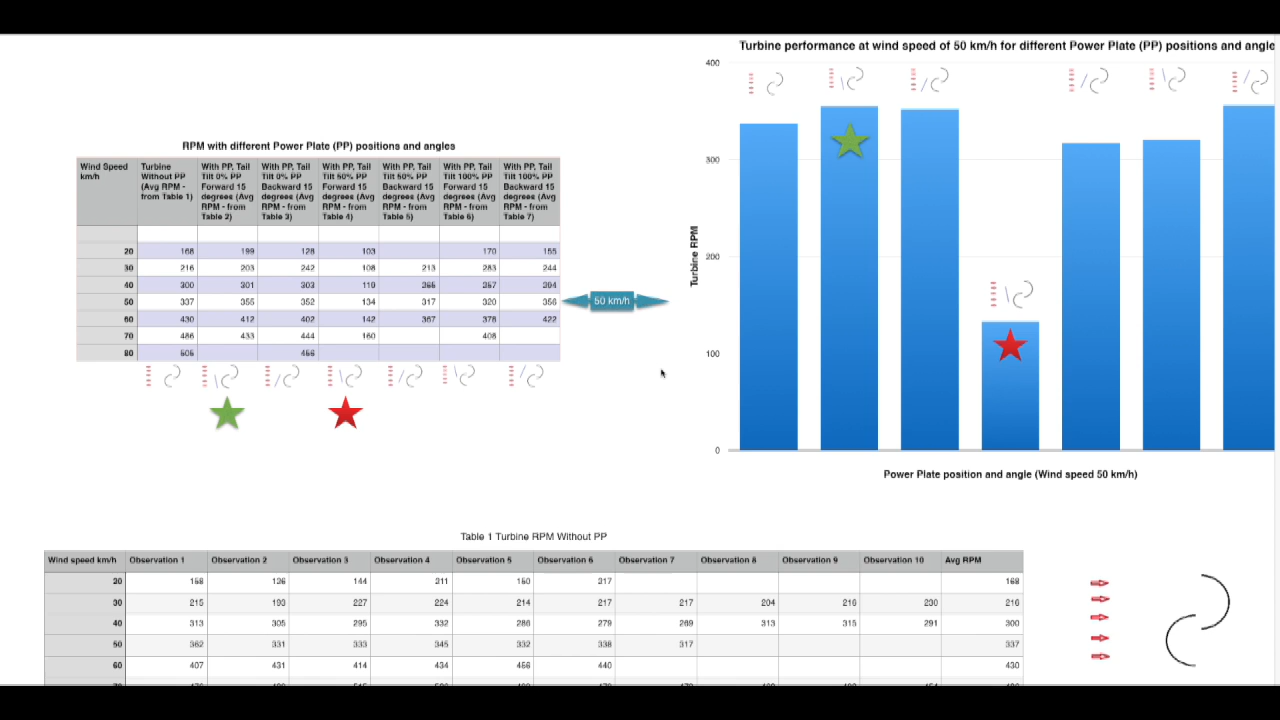 Turbine performance at wind speed of 50 km/h for different Power Plate (PP) positions and angle
400
300
200
100
0
Turbine RPM
Power Plate position and angle (Wind speed 50 km/h)
RPM with different Power Plate (PP) positions and angles
Wind Speed km/h
Turbine Without PP (Avg RPM - from Table 1)
With PP, Tail Tilt 0% PP Forward 15 degrees (Avg RPM - from Table 2)
With PP, Tail Tilt 0% PP Backward 15 degrees (Avg RPM - from Table 3)
With PP, Tail Tilt 50% PP Forward 15 degrees (Avg RPM - from Table 4)
With PP, Tail Tilt 50% PP Backward 15 degrees (Avg RPM - from Table 5)
With PP, Tail Tilt 100% PP Forward 15 degrees (Avg RPM - from Table 6)
With PP, Tail Tilt 100% PP Backward 15 degrees (Avg RPM - from Table 7)
20 168 199 128 103 170 155
30 216 203 242 108 213 283 244
40 300 301 303 119
50 337 355 352 134 317 320 356
60 430 412 402 142 367 378 422
70 486 433 444 160 408
80
50 km/h
Table 1 Turbine RPM Without PP
Wind speed km/h Observation 1 Observation 2 Observation 3 Observation 4 Observation 5 Observation 6 Observation 7 Observation 8 Observation 9 Observation 10 Avg RPM
20 158 126 144 211 150 217 168
30 215 193 227 224 214 217 217 204 216 230 216
40 313 305 295 332 286 279 269 313 315 291 300
50 362 331 333 345 332 338 317 337
60 407 431 414 434 456 440 430